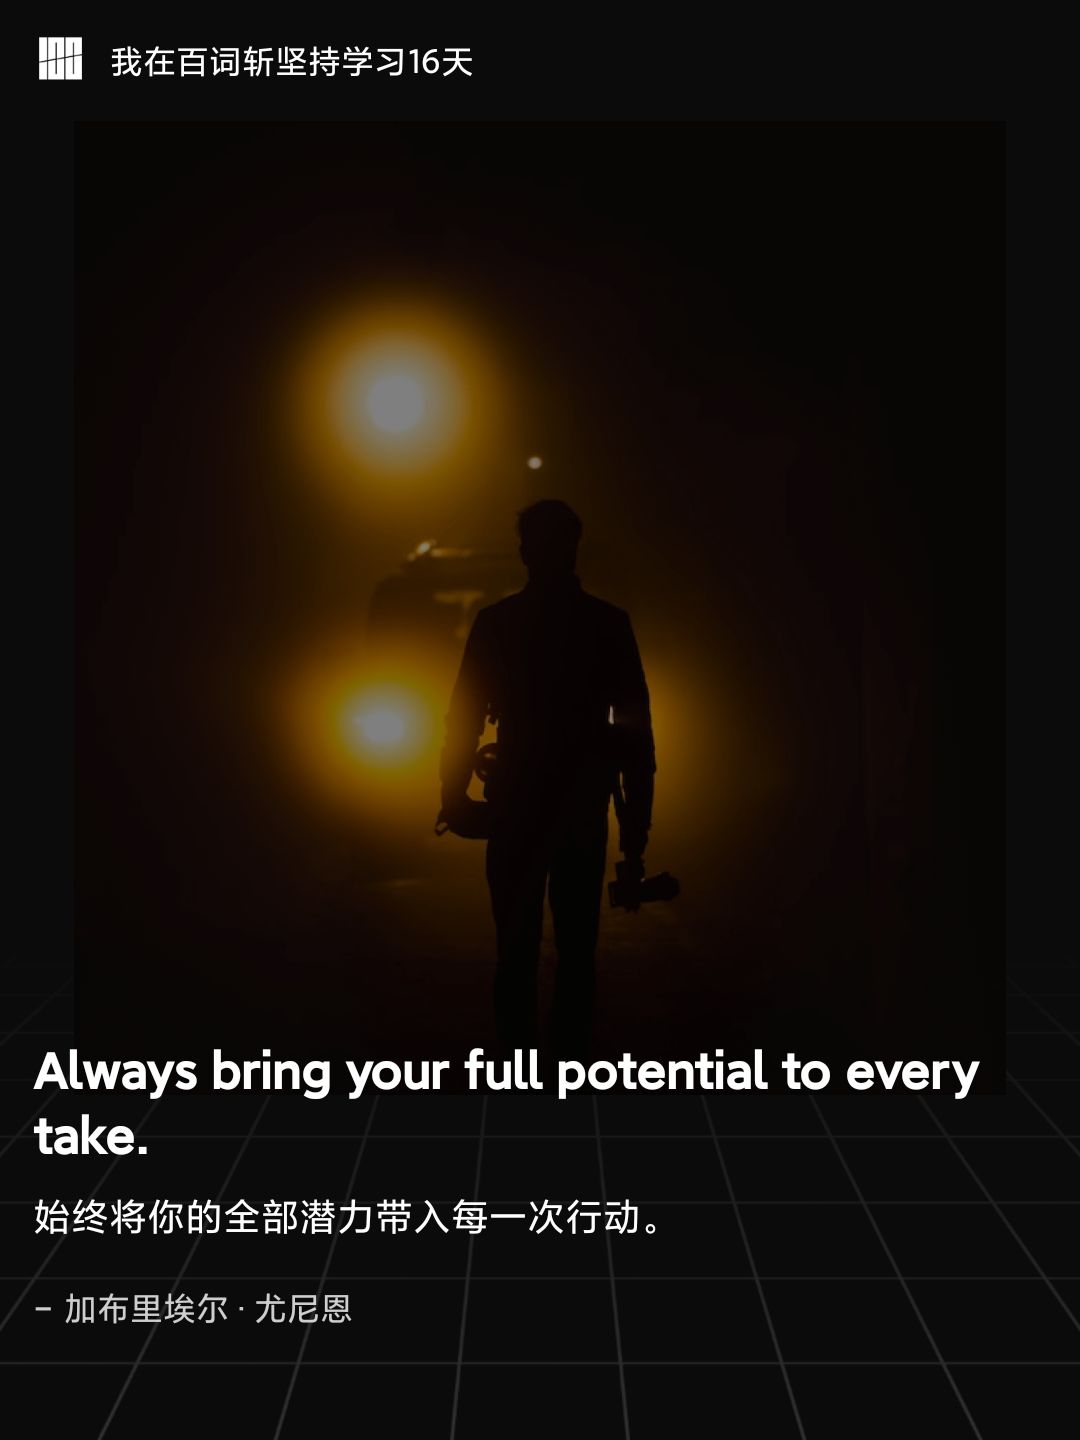 我在百词斩坚持学习16天
Always bring your full potential to every
take.
始终将你的全部潜力带入每一次行动。
– 加布里埃尔 · 尤尼恩